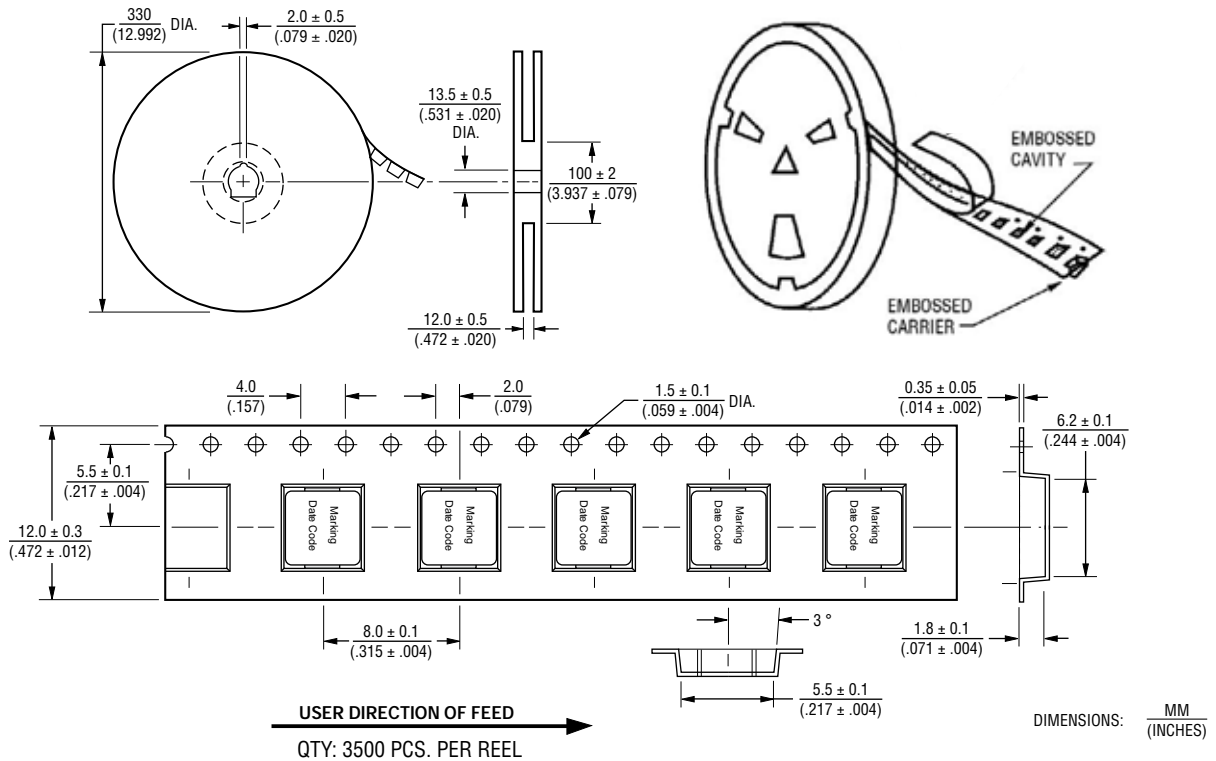 330
(12.992)
DIA.
2.0 ± 0.5
(.079 ± .020)
13.5 ± 0.5
(.531 ± .020)
DIA.
100 ± 2
(3.937 ± .079)
12.0 ± 0.5
(.472 ± .020)
EMBOSSED
CAVITY
EMBOSSED
CARRIER
4.0
(.157)
2.0
(.079)
1.5 ± 0.1
(.059 ± .004)
DIA.
0.35 ± 0.05
(.014 ± .002)
6.2 ± 0.1
(.244 ± .004)
5.5 ± 0.1
(.217 ± .004)
12.0 ± 0.3
(.472 ± .012)
Marking
Date Code
Marking
Date Code
Marking
Date Code
Marking
Date Code
Marking
Date Code
8.0 ± 0.1
(.315 ± .004)
3 °
1.8 ± 0.1
(.071 ± .004)
5.5 ± 0.1
(.217 ± .004)
USER DIRECTION OF FEED
QTY: 3500 PCS. PER REEL
DIMENSIONS:
MM
(INCHES)